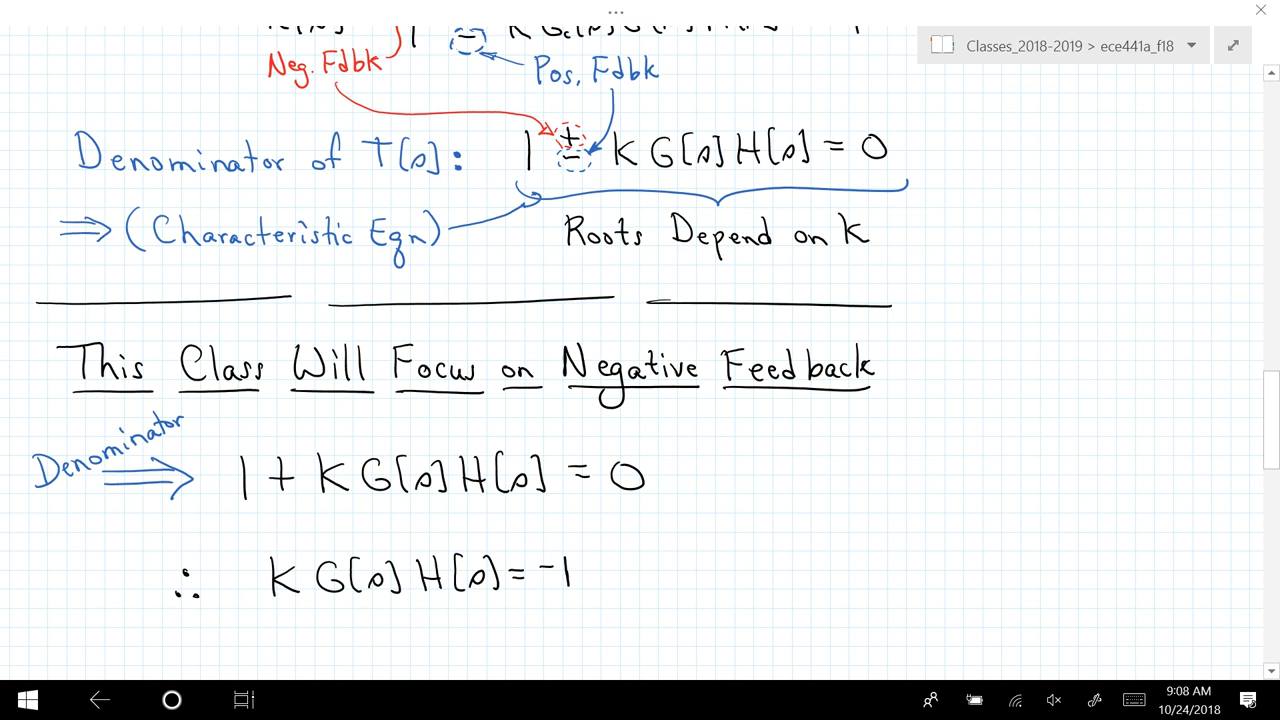 Classes_2018-2019 > ece441a_f18
Neg. Fdbk
Pos. Fdbk
Denominator of T[s]: 1 ± K G[s] H[s] = 0
⇒ (Characteristic Eqn) Roots Depend on K
This Class Will Focus on Negative Feedback
Denominator
⇒ 1 + K G[s] H[s] = 0
∴ K G[s] H[s] = -1
9:08 AM
10/24/2018